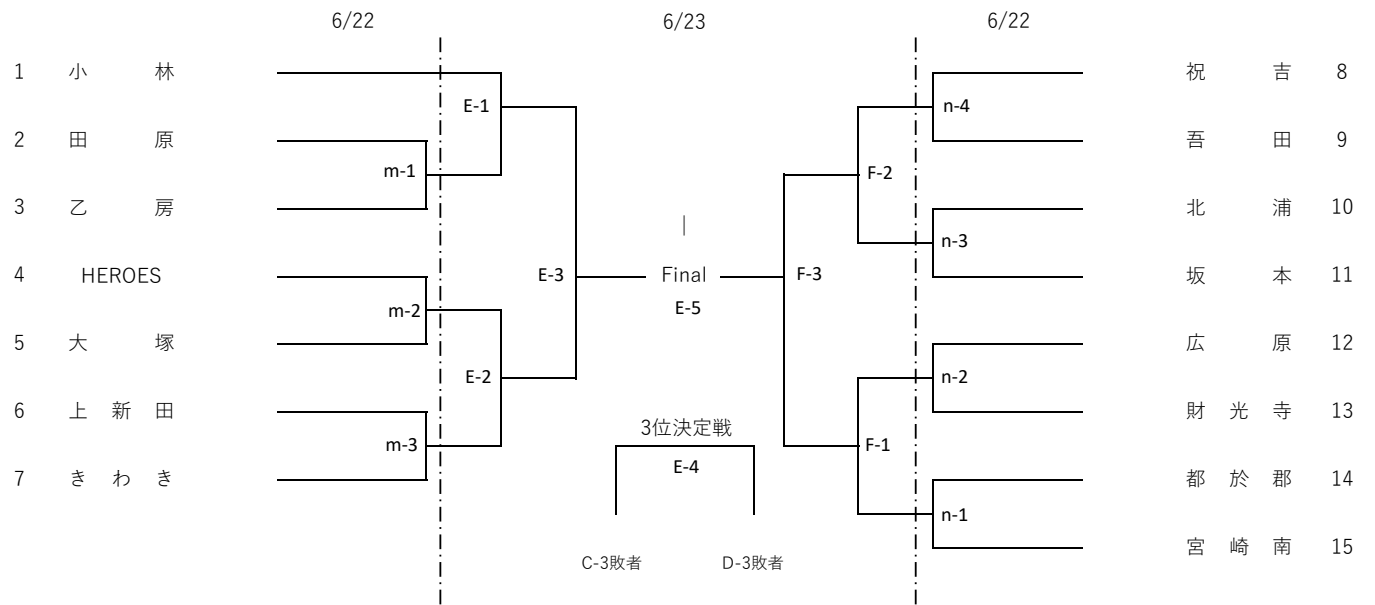 6/22 6/23 6/22
1 小 林 祝 吉 8
E-1 n-4
2 田 原 吾 田 9
m-1 F-2
3 乙 房 北 浦 10
n-3
4 HEROES E-3 Final F-3 坂 本 11
m-2 E-5
5 大 塚 広 原 12
E-2 n-2
6 上 新 田 財 光 寺 13
3位決定戦
m-3 F-1
E-4
7 き わ き 都 於 郡 14
n-1
宮 崎 南 15
C-3敗者 D-3敗者